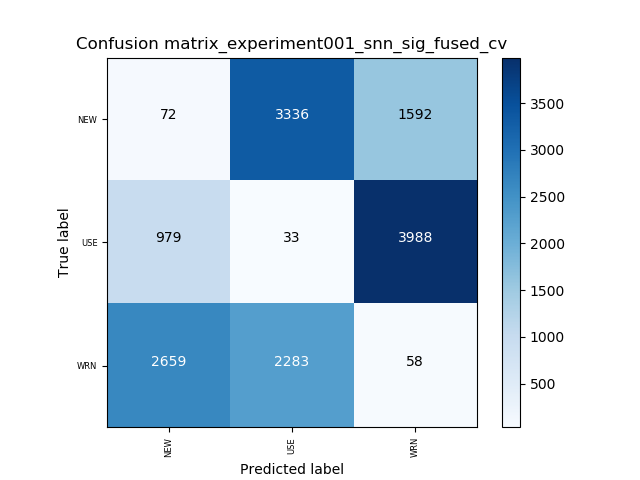 Confusion matrix_experiment001_snn_sig_fused_cv
NEW 72 3336 1592
USE 979 33 3988
WRN 2659 2283 58
NEW USE WRN
True label
Predicted label
3500
3000
2500
2000
1500
1000
500